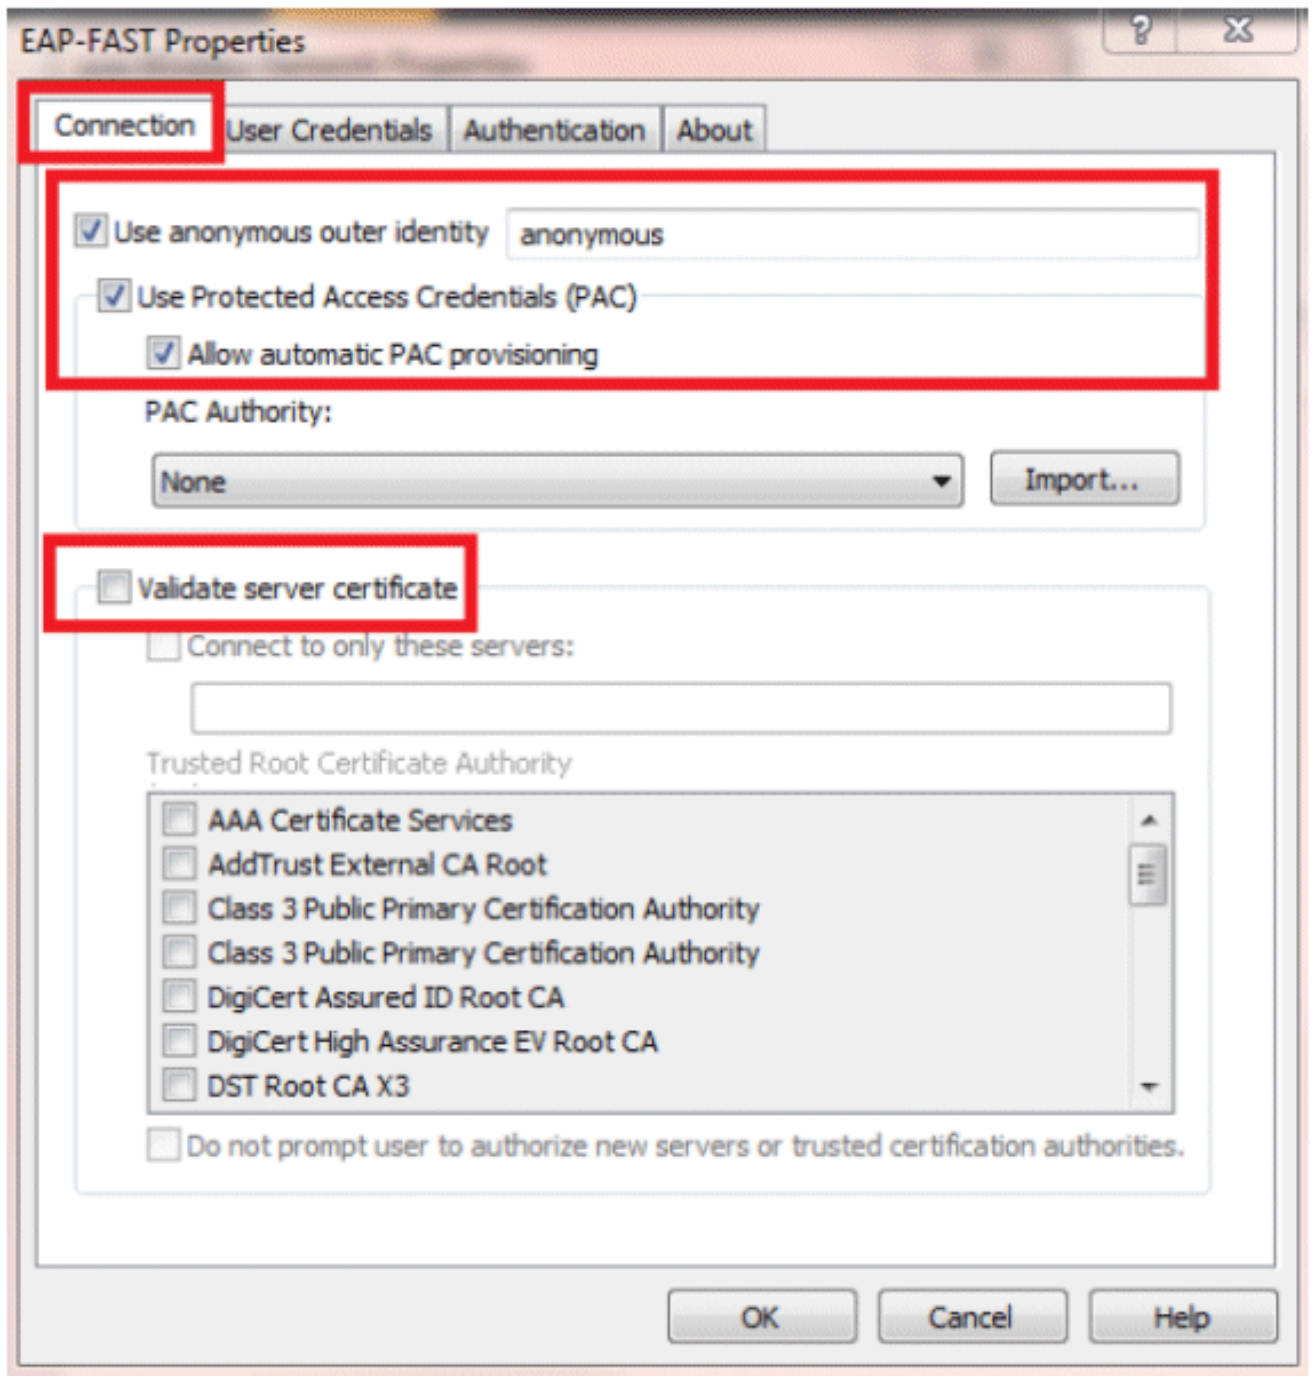 EAP-FAST Properties
Connection User Credentials Authentication About
Use anonymous outer identity anonymous
Use Protected Access Credentials (PAC)
Allow automatic PAC provisioning
PAC Authority:
None Import...
Validate server certificate
Connect to only these servers:
Trusted Root Certificate Authority
AAA Certificate Services
AddTrust External CA Root
Class 3 Public Primary Certification Authority
Class 3 Public Primary Certification Authority
DigiCert Assured ID Root CA
DigiCert High Assurance EV Root CA
DST Root CA X3
Do not prompt user to authorize new servers or trusted certification authorities.
OK Cancel Help